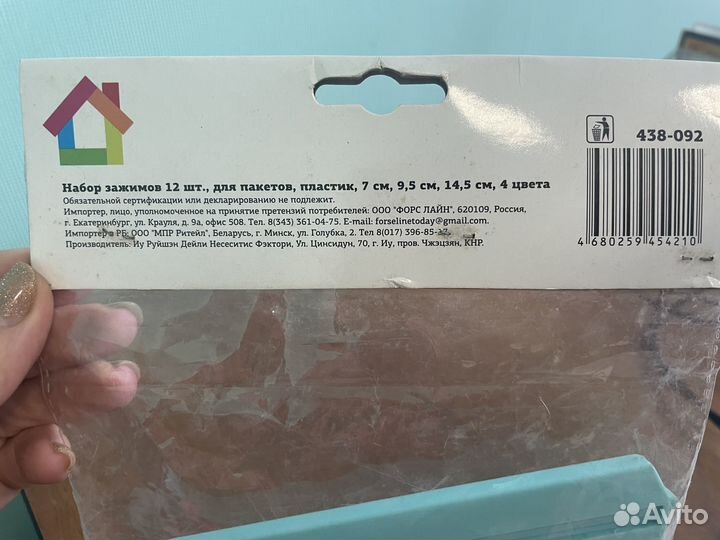 438-092
Набор зажимов 12 шт., для пакетов, пластик, 7 см, 9,5 см, 14,5 см, 4 цвета
Обязательной сертификации или декларированию не подлежит.
Импортер, лицо, уполномоченное на принятие претензий потребителей: ООО "ФОРС ЛАЙН", 620109, Россия,
г. Екатеринбург, ул. Крауля, д. 9а, офис 508. Тел. 8(343) 361-04-75. E-mail: forselinetoday@gmail.com.
Импортер в РБ: ООО "МПР Ритейл", Беларусь, г. Минск, ул. Голубка, 2. Тел 8(017) 396-85-
Производитель: Иу Руйшэн Дейли Несеситис Фэктори, Ул. Цинсидун, 70, г. Иу, пров. Чжэцзян, КНР.
4 680259 454210
Avito